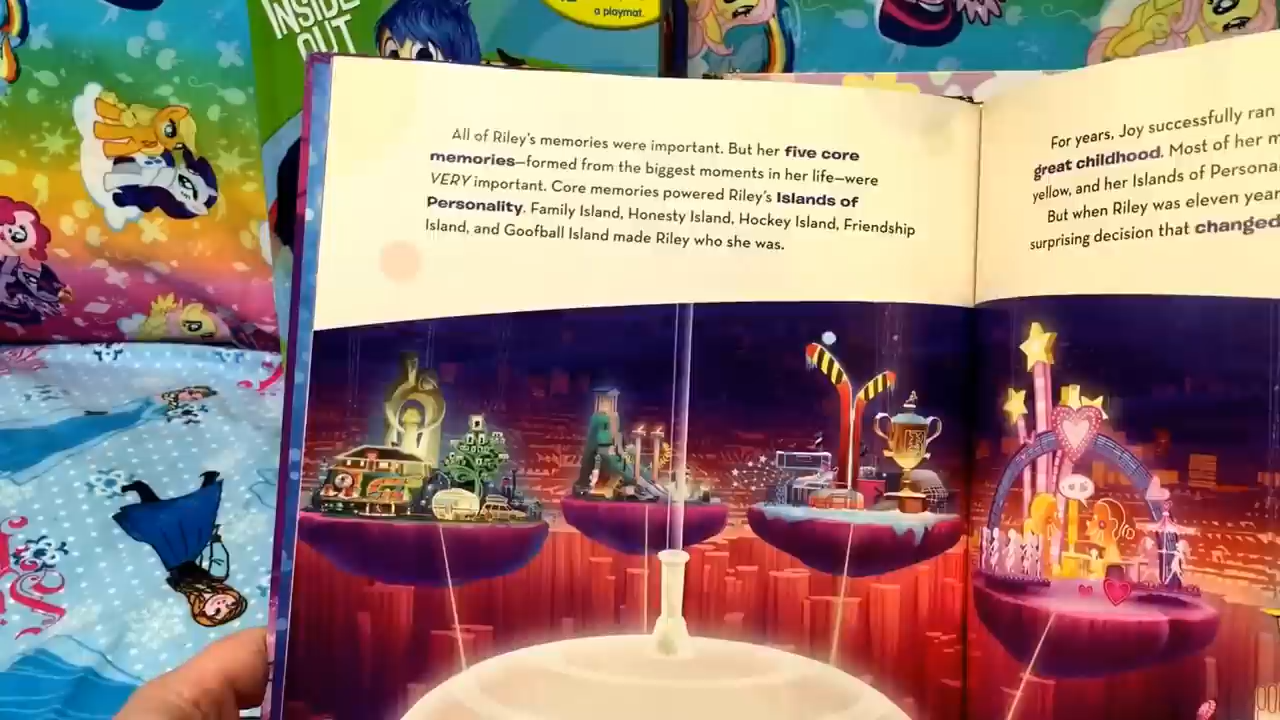 INSIDE
OUT
a playmat.
All of Riley's memories were important. But her five core
memories—formed from the biggest moments in her life—were
VERY important. Core memories powered Riley's Islands of
Personality. Family Island, Honesty Island, Hockey Island, Friendship
Island, and Goofball Island made Riley who she was.
For years, Joy successfully ran
great childhood. Most of her
yellow, and her Islands of
But when Riley was eleven
surprising decision that changed